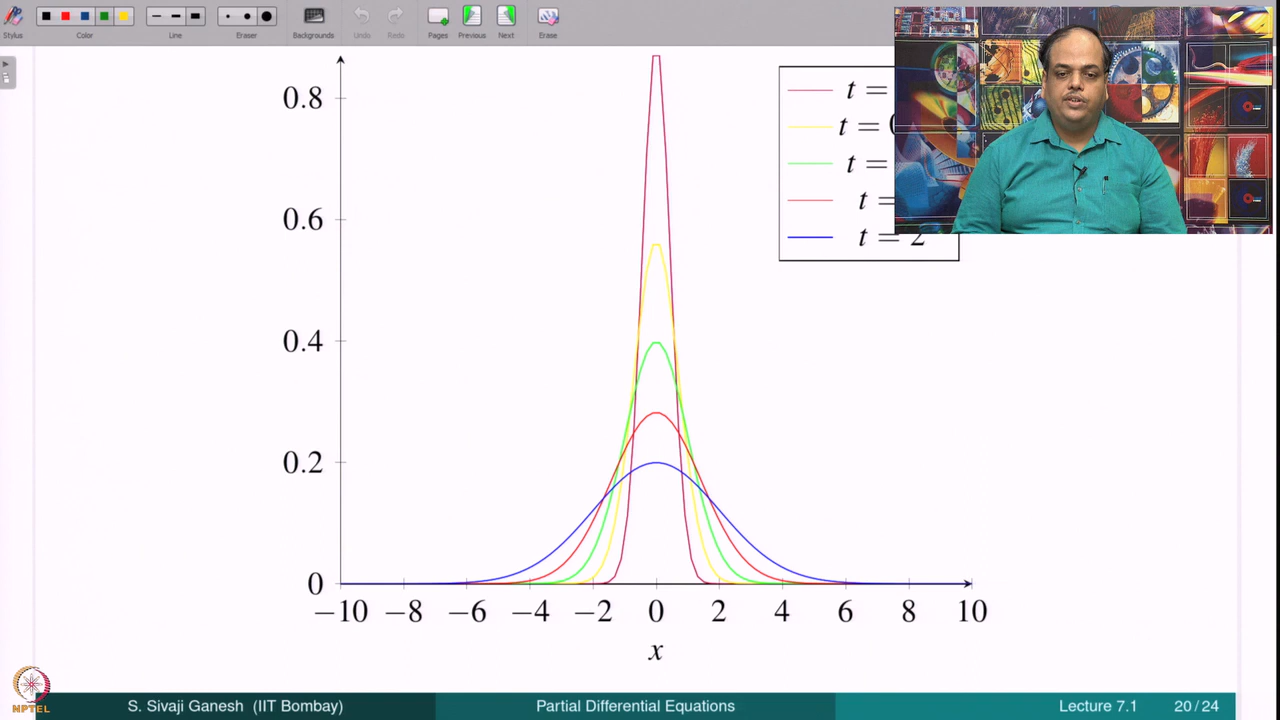 Stylus
Color
Line
Eraser
Backgrounds
Undo
Redo
Pages
Previous
Next
Erase
0.8
0.6
0.4
0.2
0
−10 −8 −6 −4 −2 0 2 4 6 8 10
x
t =
t = 0
t =
t =
t = 2
NPTEL
S. Sivaji Ganesh (IIT Bombay) Partial Differential Equations Lecture 7.1 20/24